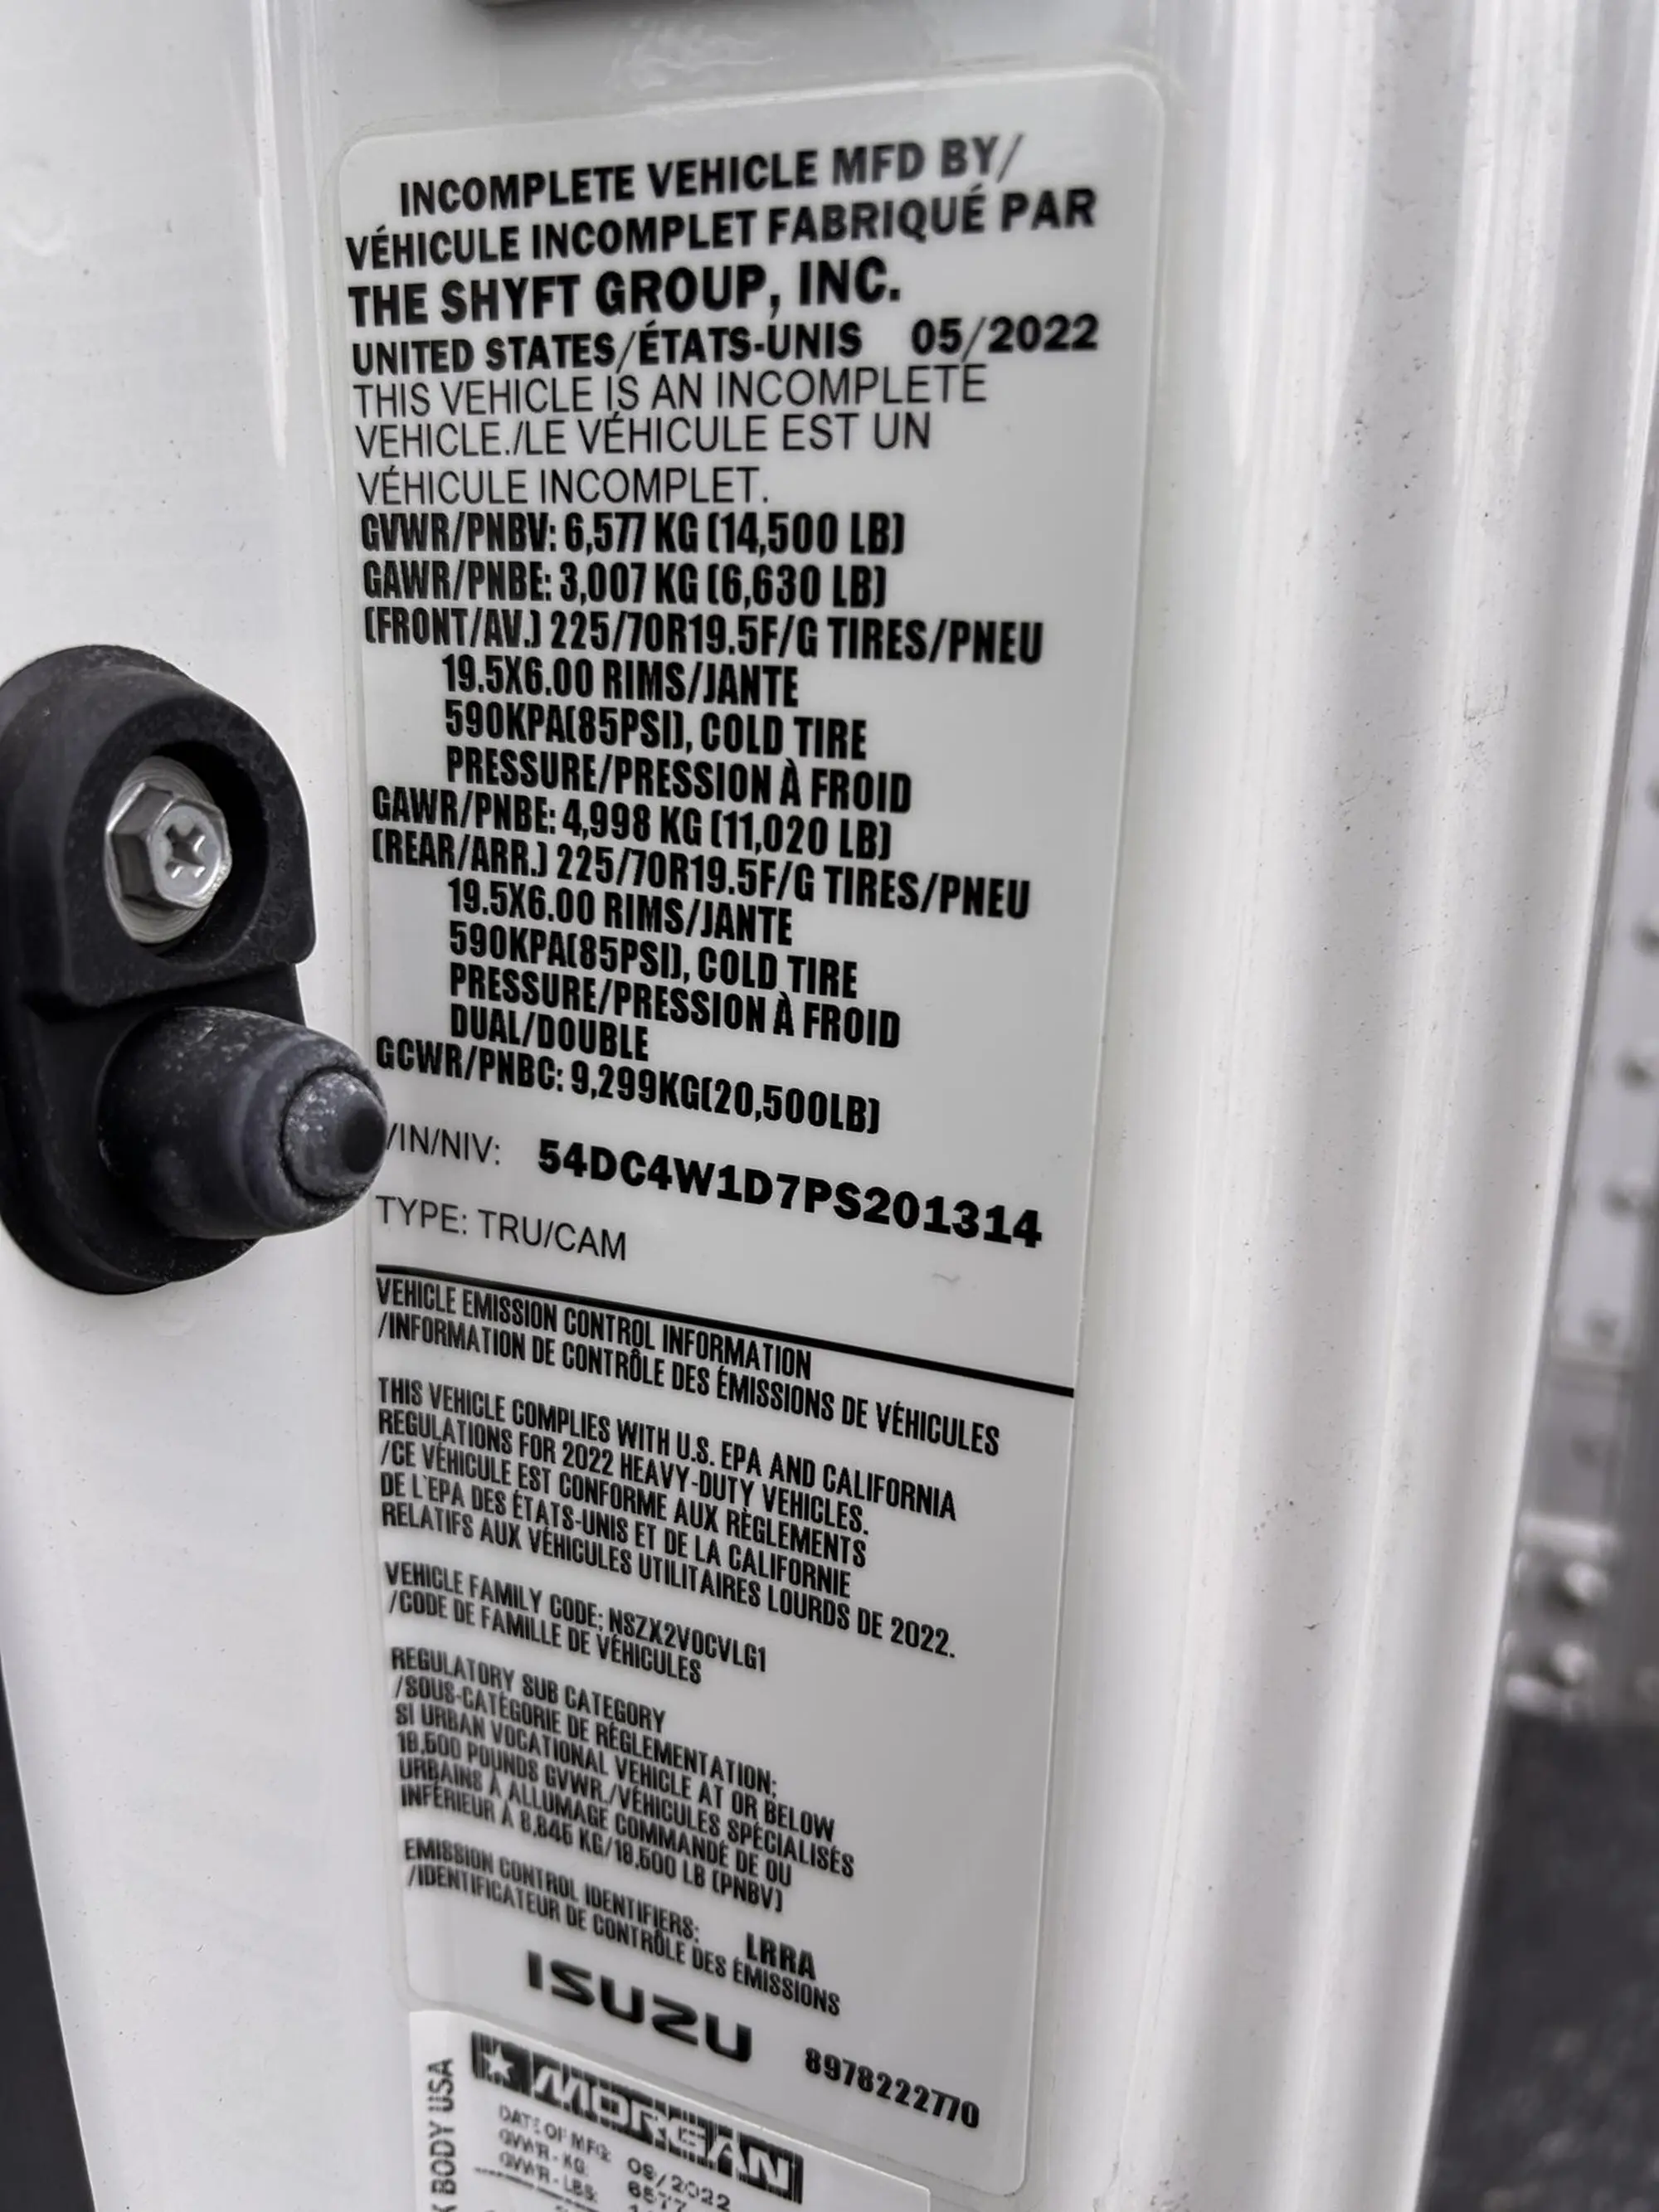 INCOMPLETE VEHICLE MFD BY/
VÉHICULE INCOMPLET FABRIQUÉ PAR
THE SHYFT GROUP, INC.
UNITED STATES/ÉTATS-UNIS 05/2022
THIS VEHICLE IS AN INCOMPLETE
VEHICLE./LE VÉHICULE EST UN
VÉHICULE INCOMPLET.
GVWR/PNBV: 6,577 KG (14,500 LB)
GAWR/PNBE: 3,007 KG (6,630 LB)
(FRONT/AV.) 225/70R19.5F/G TIRES/PNEU
19.5X6.00 RIMS/JANTE
590KPA(85PSI), COLD TIRE
PRESSURE/PRESSION À FROID
GAWR/PNBE: 4,998 KG (11,020 LB)
(REAR/ARR.) 225/70R19.5F/G TIRES/PNEU
19.5X6.00 RIMS/JANTE
590KPA(85PSI), COLD TIRE
PRESSURE/PRESSION À FROID
DUAL/DOUBLE
GCWR/PNBC: 9,299KG(20,500LB)
/IN/NIV: 54DC4W1D7PS201314
TYPE: TRU/CAM
VEHICLE EMISSION CONTROL INFORMATION
/INFORMATION DE CONTRÔLE DES ÉMISSIONS DE VÉHICULES
THIS VEHICLE COMPLIES WITH U.S. EPA AND CALIFORNIA
REGULATIONS FOR 2022 HEAVY-DUTY VEHICLES.
/CE VÉHICULE EST CONFORME AUX RÈGLEMENTS
DE L'EPA DES ÉTATS-UNIS ET DE LA CALIFORNIE
RELATIFS AUX VÉHICULES UTILITAIRES LOURDS DE 2022.
VEHICLE FAMILY CODE: NSZX2VOCVLG1
/CODE DE FAMILLE DE VÉHICULES
REGULATORY SUB CATEGORY
/SOUS-CATÉGORIE DE RÉGLEMENTATION:
SI URBAN VOCATIONAL VEHICLE AT OR BELOW
19,500 POUNDS GVWR./VÉHICULES SPÉCIALISÉS
URBAINS À ALLUMAGE COMMANDÉ DE OU
INFÉRIEUR À 8,845 KG/19,500 LB (PNBV)
EMISSION CONTROL IDENTIFIERS: LRRA
/IDENTIFICATEUR DE CONTRÔLE DES ÉMISSIONS
ISUZU 8978222770
MORGAN
BODY USA
DATE OF MFG: 08/2022
GVWR - KG: 6577
GVWR - LBS: